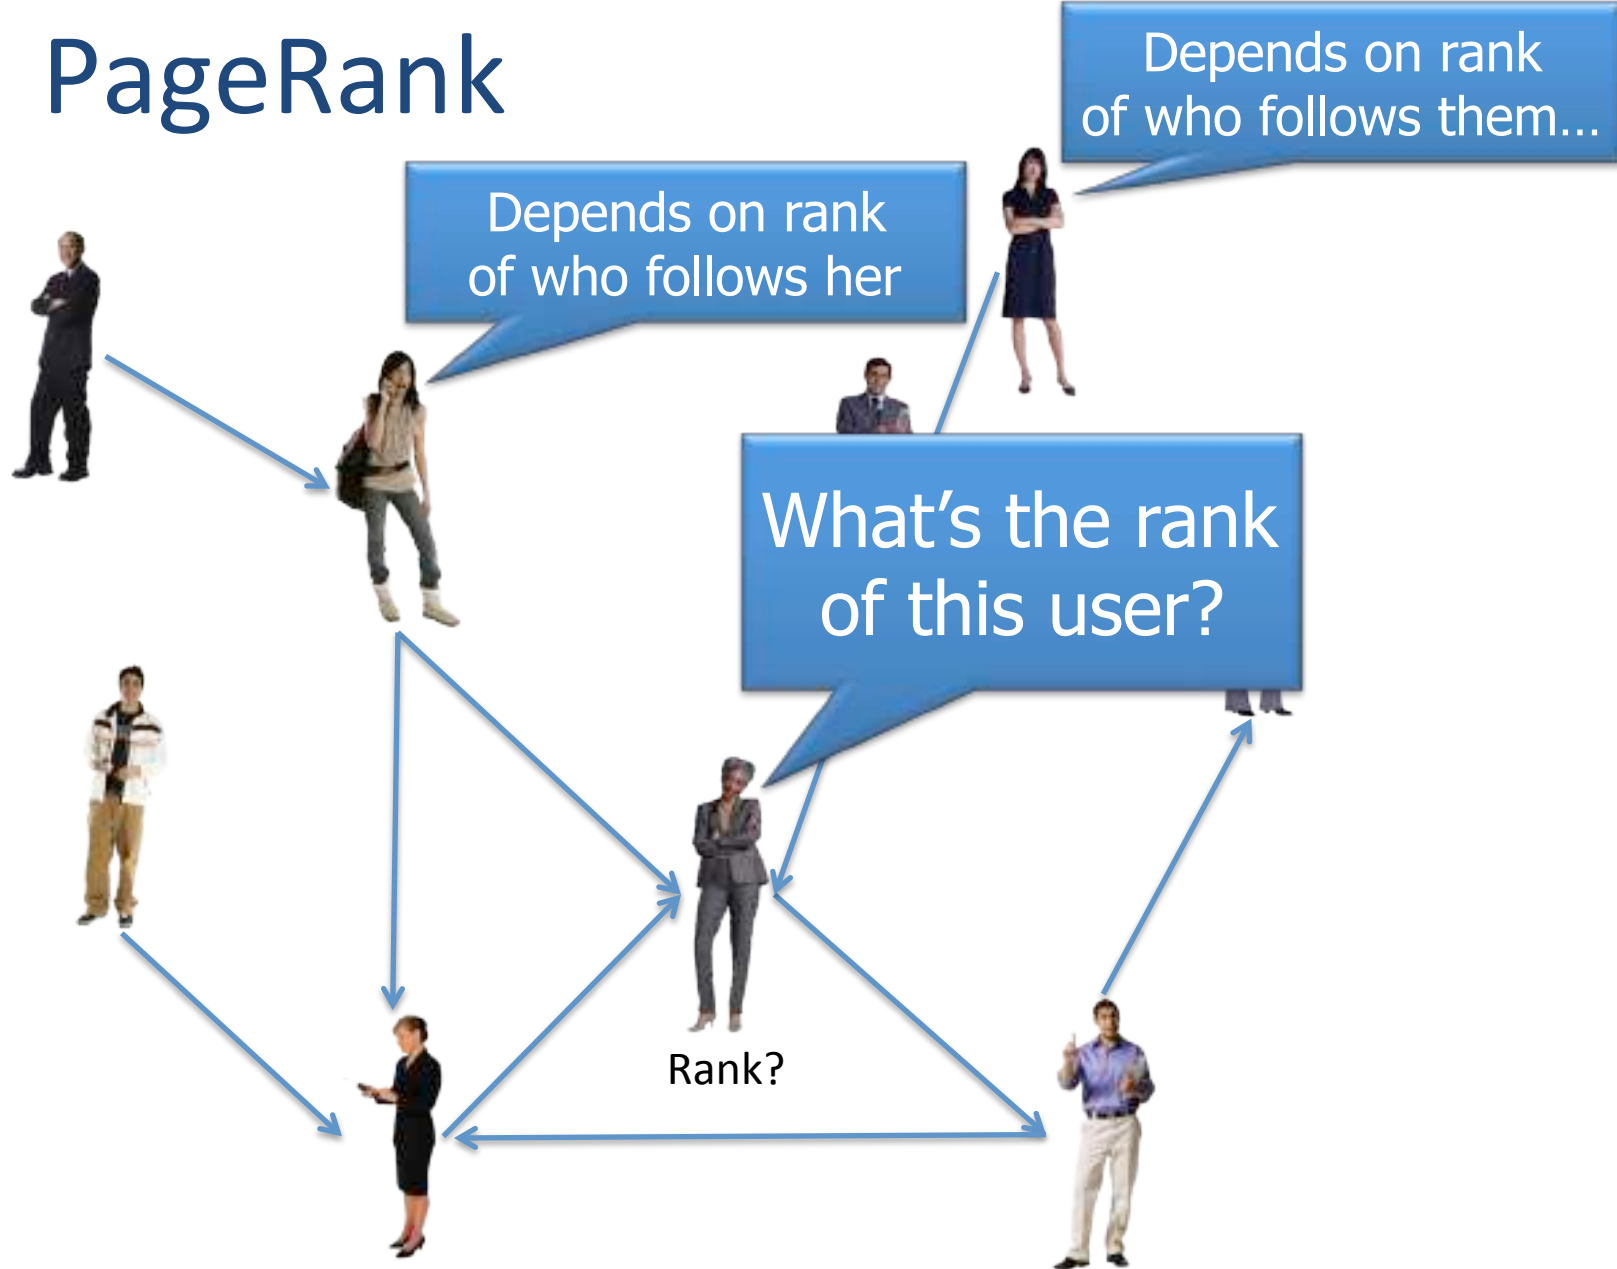 PageRank
Depends on rank
of who follows them...
Depends on rank
of who follows her
What’s the rank
of this user?
Rank?